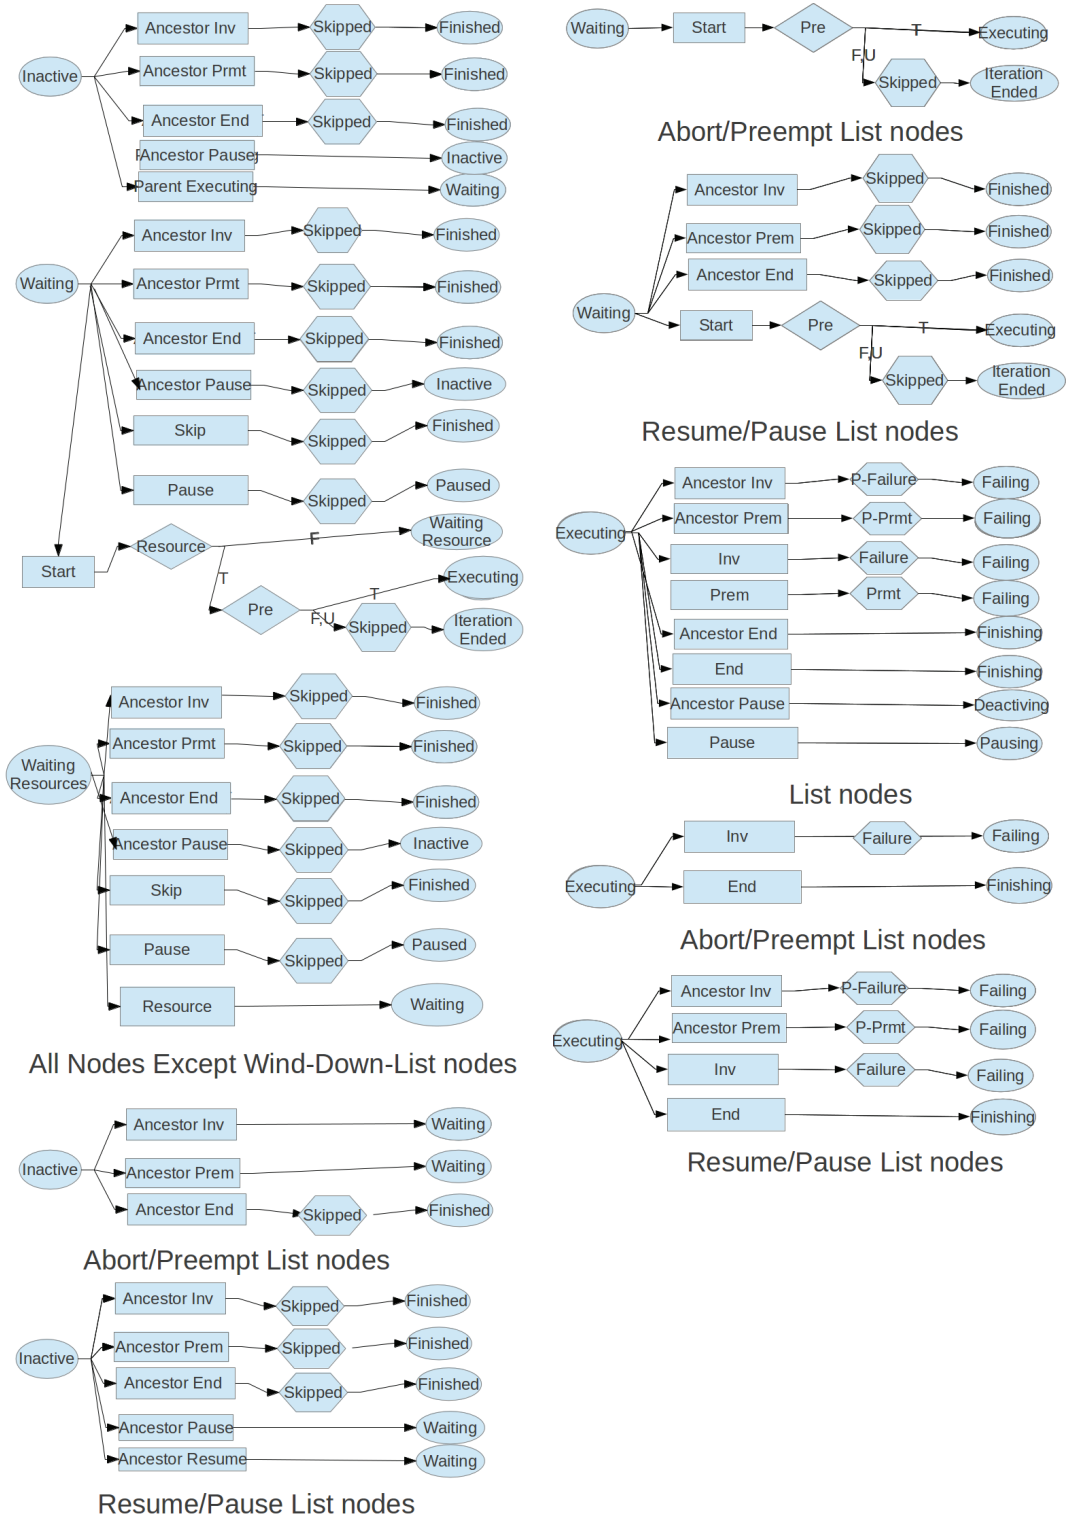 Inactive
Ancestor Inv
Skipped
Finished
Ancestor Prmt
Skipped
Finished
Ancestor End
Skipped
Finished
Ancestor Pause
Inactive
Parent Executing
Waiting
Waiting
Ancestor Inv
Skipped
Finished
Ancestor Prmt
Skipped
Finished
Ancestor End
Skipped
Finished
Ancestor Pause
Skipped
Inactive
Skip
Skipped
Finished
Pause
Skipped
Paused
Start
Resource
F
Waiting
Resource
T
Pre
T
Executing
F,U
Skipped
Iteration
Ended
Waiting
Resources
Ancestor Inv
Skipped
Finished
Ancestor Prmt
Skipped
Finished
Ancestor End
Skipped
Finished
Ancestor Pause
Skipped
Inactive
Skip
Skipped
Finished
Pause
Skipped
Paused
Resource
Waiting
All Nodes Except Wind-Down-List nodes
Inactive
Ancestor Inv
Waiting
Ancestor Prem
Waiting
Ancestor End
Skipped
Finished
Abort/Preempt List nodes
Inactive
Ancestor Inv
Skipped
Finished
Ancestor Prem
Skipped
Finished
Ancestor End
Skipped
Finished
Ancestor Pause
Waiting
Ancestor Resume
Waiting
Resume/Pause List nodes
Waiting
Start
Pre
T
Executing
F,U
Skipped
Iteration
Ended
Abort/Preempt List nodes
Waiting
Ancestor Inv
Skipped
Finished
Ancestor Prem
Skipped
Finished
Ancestor End
Skipped
Finished
Start
Pre
T
Executing
F,U
Skipped
Iteration
Ended
Resume/Pause List nodes
Executing
Ancestor Inv
P-Failure
Failing
Ancestor Prem
P-Prmt
Failing
Inv
Failure
Failing
Prem
Prmt
Failing
Ancestor End
Finishing
End
Finishing
Ancestor Pause
Deactiving
Pause
Pausing
List nodes
Executing
Inv
Failure
Failing
End
Finishing
Abort/Preempt List nodes
Executing
Ancestor Inv
P-Failure
Failing
Ancestor Prem
P-Prmt
Failing
Inv
Failure
Failing
End
Finishing
Resume/Pause List nodes